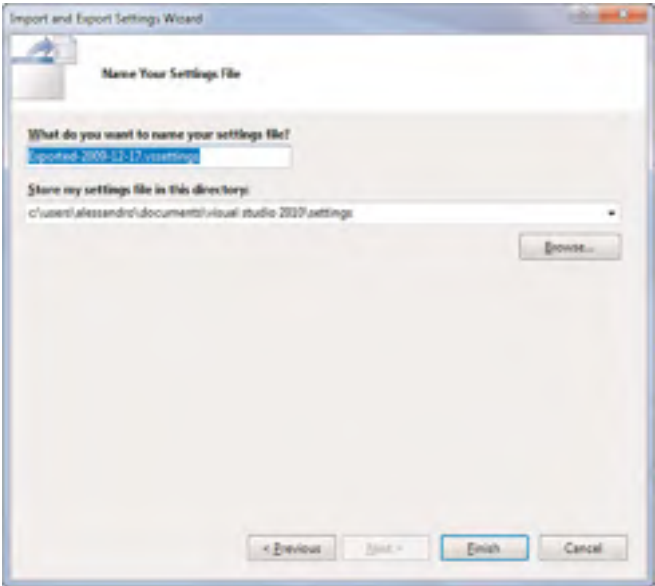 Import and Export Settings Wizard
Name Your Settings File
What do you want to name your settings file?
Exported-2009-12-17.vssettings
Store my settings file in this directory:
c:\users\alessandro\documents\visual studio 2010\settings
Browse...
< Previous
Next >
Finish
Cancel